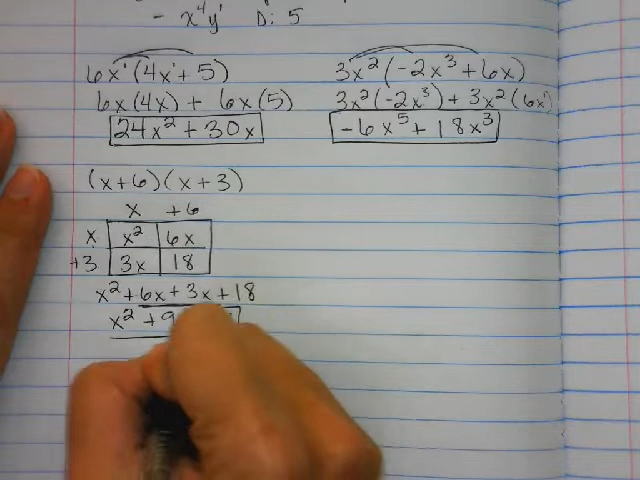 - x⁴y¹ D: 5
6x¹(4x¹+5)
6x(4x) + 6x(5)
24x² + 30x
3x²(-2x³+6x)
3x²(-2x³) + 3x²(6x¹)
-6x⁵ + 18x³
(x+6)(x+3)
x +6
x x² 6x
+3 3x 18
x² + 6x + 3x + 18
x² + 9